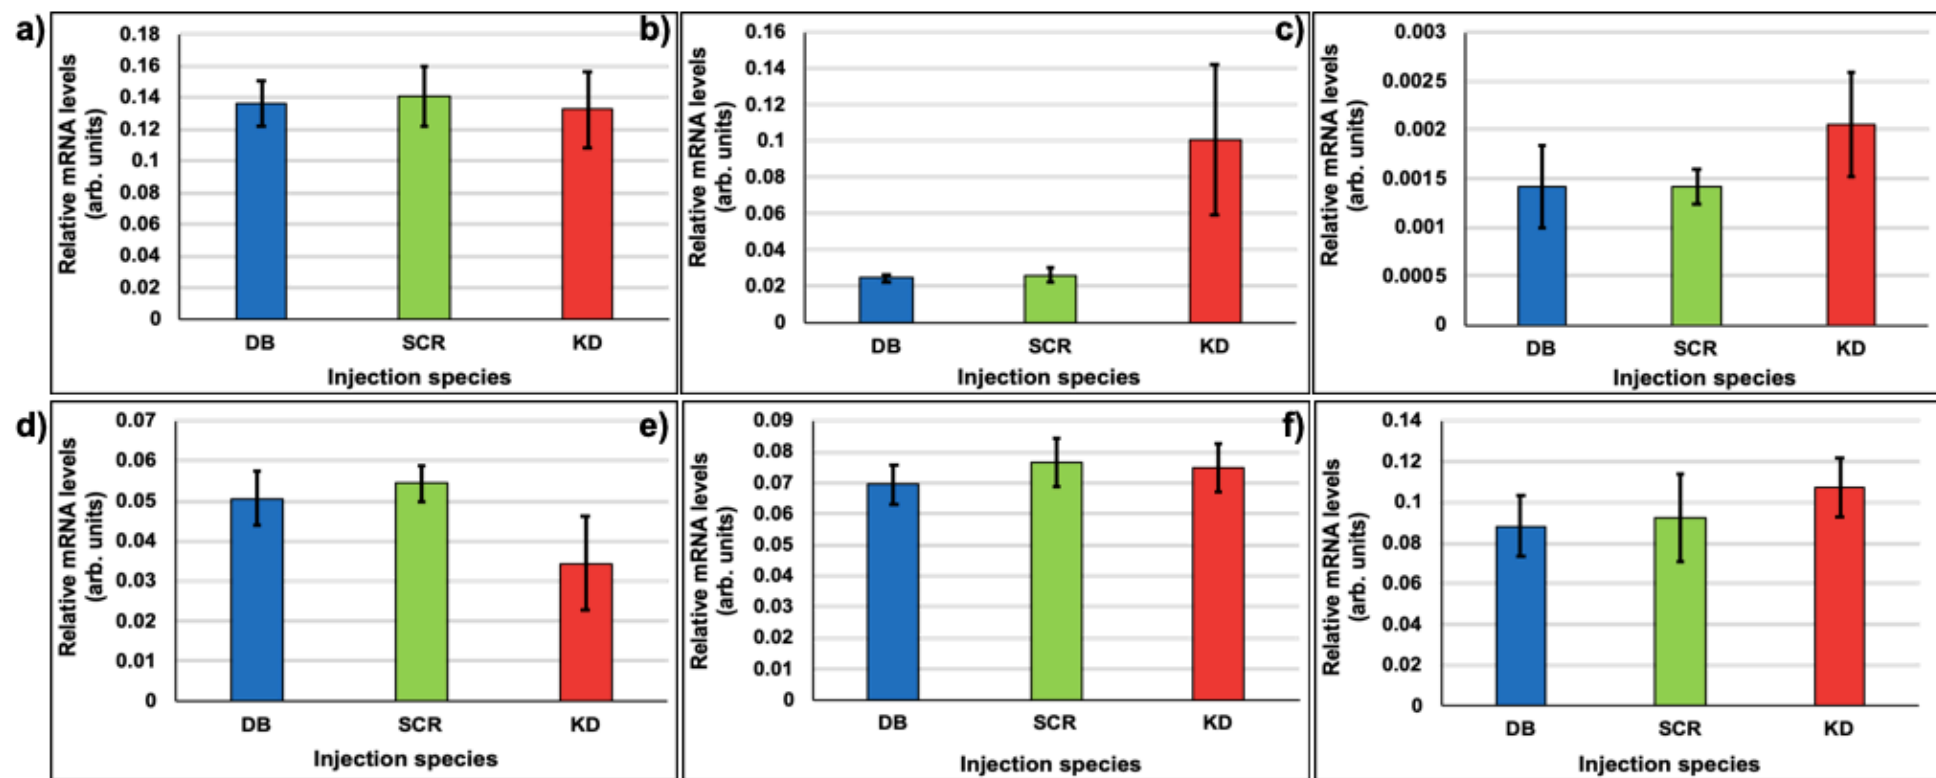 a)
Relative mRNA levels
(arb. units)
0.18
0.16
0.14
0.12
0.1
0.08
0.06
0.04
0.02
0
DB SCR KD
Injection species
b)
Relative mRNA levels
(arb. units)
0.16
0.14
0.12
0.1
0.08
0.06
0.04
0.02
0
DB SCR KD
Injection species
c)
Relative mRNA levels
(arb. units)
0.003
0.0025
0.002
0.0015
0.001
0.0005
0
DB SCR KD
Injection species
d)
Relative mRNA levels
(arb. units)
0.07
0.06
0.05
0.04
0.03
0.02
0.01
0
DB SCR KD
Injection species
e)
Relative mRNA levels
(arb. units)
0.09
0.08
0.07
0.06
0.05
0.04
0.03
0.02
0.01
0
DB SCR KD
Injection species
f)
Relative mRNA levels
(arb. units)
0.14
0.12
0.1
0.08
0.06
0.04
0.02
0
DB SCR KD
Injection species